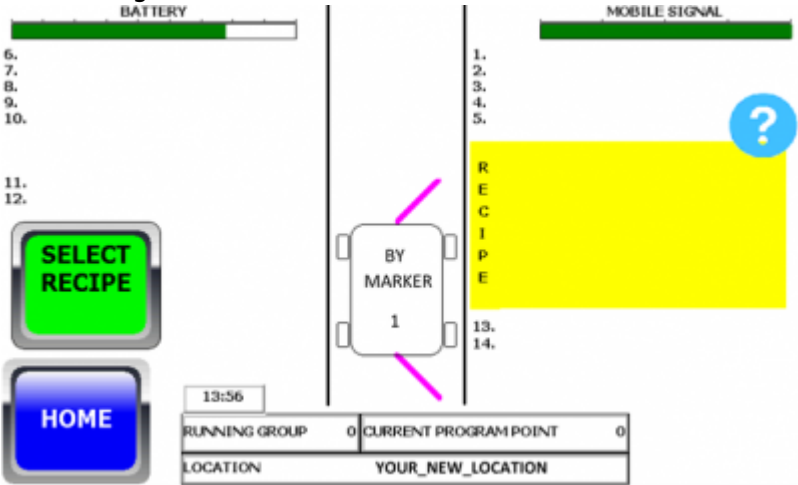 BATTERY
MOBILE SIGNAL
6.
7.
8.
9.
10.
11.
12.
1.
2.
3.
4.
5.
?
R
E
C
I
P
E
SELECT
RECIPE
BY
MARKER
1
13.
14.
HOME
13:56
RUNNING GROUP 0 CURRENT PROGRAM POINT 0
LOCATION YOUR_NEW_LOCATION